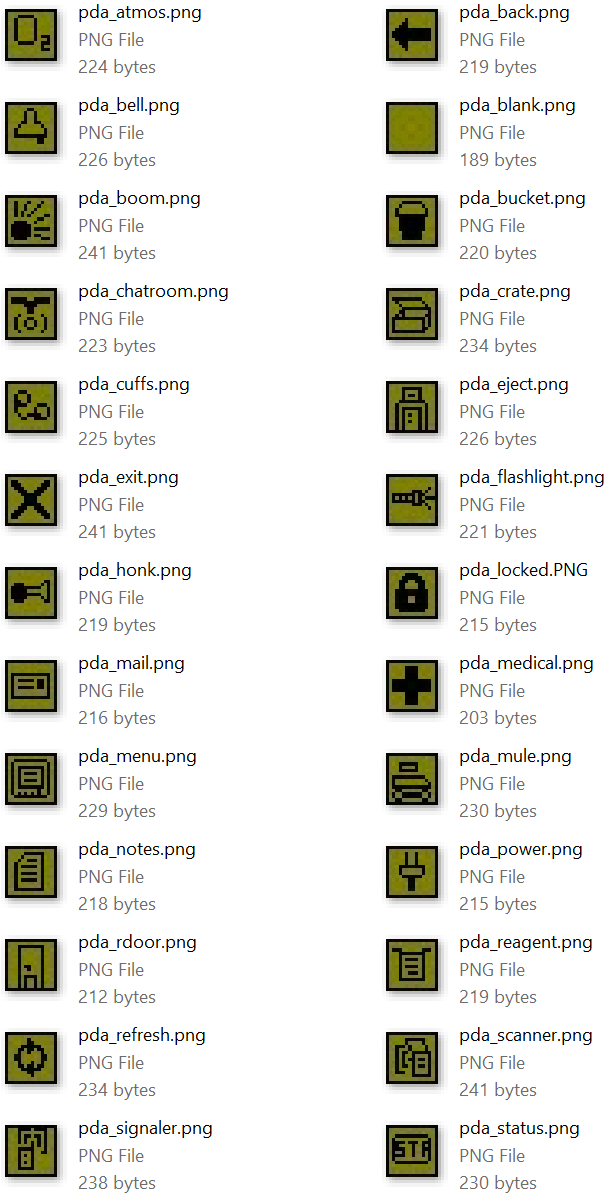 O2
pda_atmos.png
PNG File
224 bytes
pda_back.png
PNG File
219 bytes
pda_bell.png
PNG File
226 bytes
pda_blank.png
PNG File
189 bytes
pda_boom.png
PNG File
241 bytes
pda_bucket.png
PNG File
220 bytes
pda_chatroom.png
PNG File
223 bytes
pda_crate.png
PNG File
234 bytes
pda_cuffs.png
PNG File
225 bytes
pda_eject.png
PNG File
226 bytes
pda_exit.png
PNG File
241 bytes
pda_flashlight.png
PNG File
221 bytes
pda_honk.png
PNG File
219 bytes
pda_locked.PNG
PNG File
215 bytes
pda_mail.png
PNG File
216 bytes
pda_medical.png
PNG File
203 bytes
pda_menu.png
PNG File
229 bytes
pda_mule.png
PNG File
230 bytes
pda_notes.png
PNG File
218 bytes
pda_power.png
PNG File
215 bytes
pda_rdoor.png
PNG File
212 bytes
pda_reagent.png
PNG File
219 bytes
pda_refresh.png
PNG File
234 bytes
pda_scanner.png
PNG File
241 bytes
pda_signaler.png
PNG File
238 bytes
STA
pda_status.png
PNG File
230 bytes